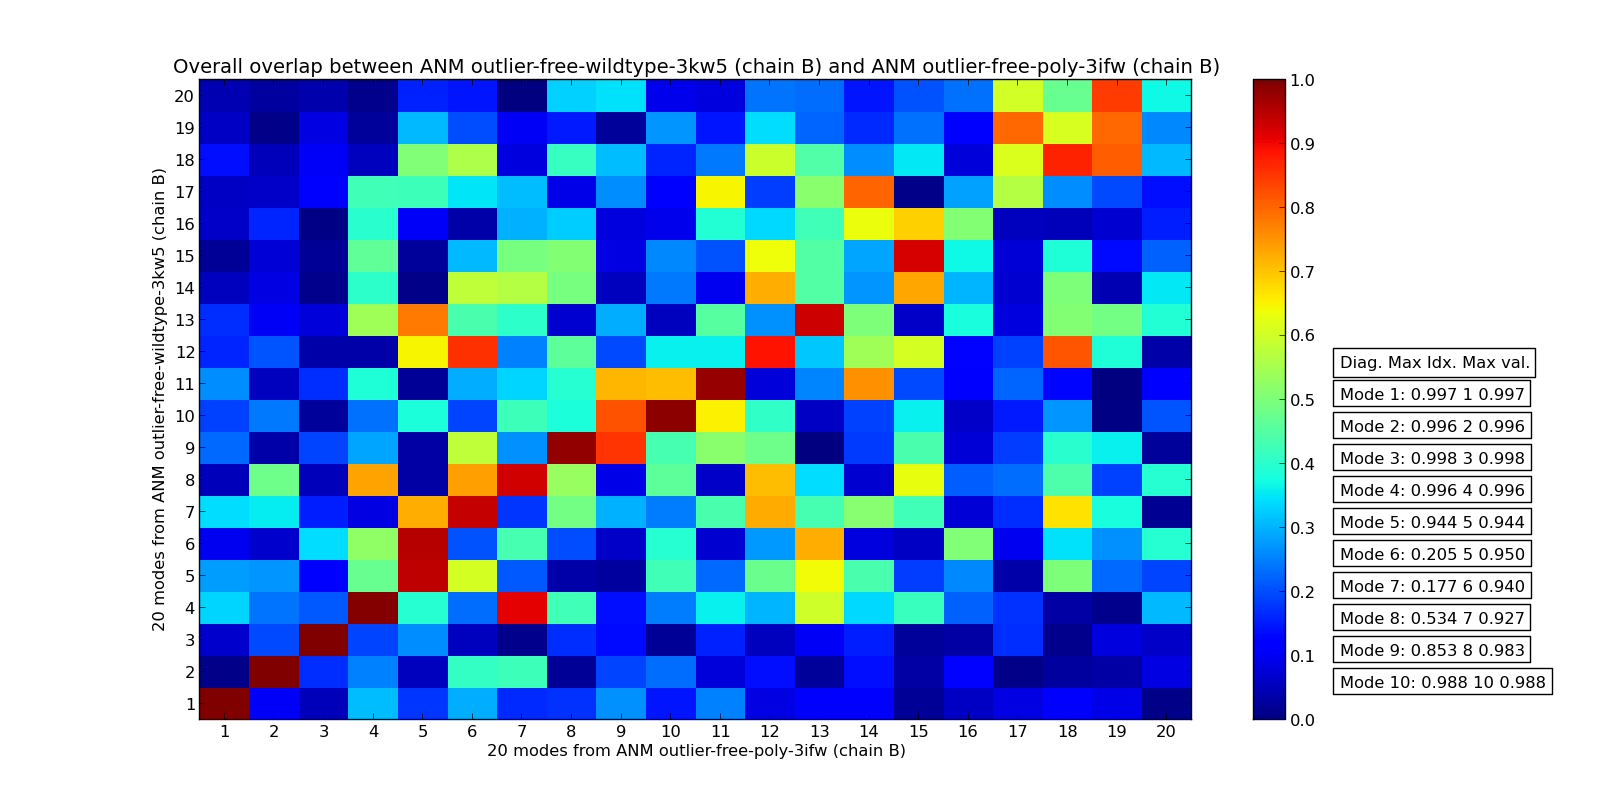 Overall overlap between ANM outlier-free-wildtype-3kw5 (chain B) and ANM outlier-free-poly-3ifw (chain B)
20 modes from ANM outlier-free-wildtype-3kw5 (chain B)
20
19
18
17
16
15
14
13
12
11
10
9
8
7
6
5
4
3
2
1
1 2 3 4 5 6 7 8 9 10 11 12 13 14 15 16 17 18 19 20
20 modes from ANM outlier-free-poly-3ifw (chain B)
1.0
0.9
0.8
0.7
0.6
0.5
0.4
0.3
0.2
0.1
0.0
Diag. Max Idx. Max val.
Mode 1: 0.997 1 0.997
Mode 2: 0.996 2 0.996
Mode 3: 0.998 3 0.998
Mode 4: 0.996 4 0.996
Mode 5: 0.944 5 0.944
Mode 6: 0.205 5 0.950
Mode 7: 0.177 6 0.940
Mode 8: 0.534 7 0.927
Mode 9: 0.853 8 0.983
Mode 10: 0.988 10 0.988